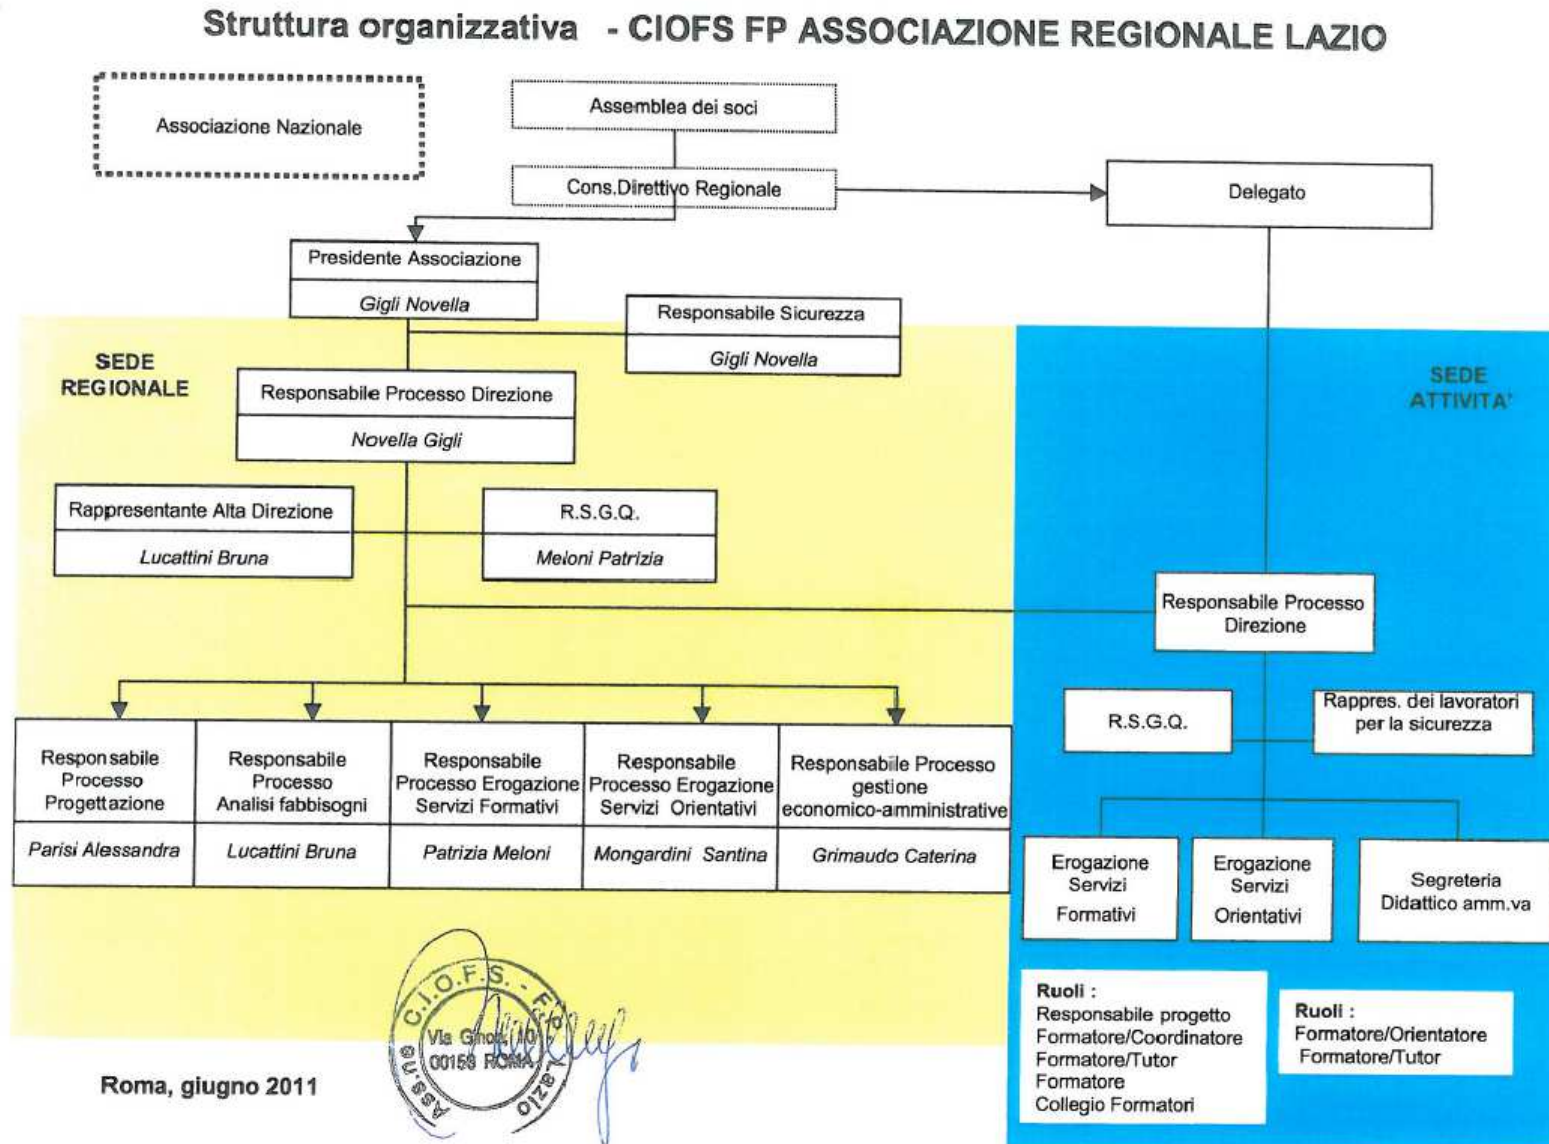 Struttura organizzativa - CIOFS FP ASSOCIAZIONE REGIONALE LAZIO
Associazione Nazionale
Assemblea dei soci
Cons.Direttivo Regionale
Delegato
Presidente Associazione
Gigli Novella
Responsabile Sicurezza
Gigli Novella
SEDE
REGIONALE
SEDE
ATTIVITA'
Responsabile Processo Direzione
Novella Gigli
Rappresentante Alta Direzione
Lucattini Bruna
R.S.G.Q.
Meloni Patrizia
Responsabile Processo
Direzione
R.S.G.Q.
Rappres. dei lavoratori
per la sicurezza
Responsabile
Processo
Progettazione
Parisi Alessandra
Responsabile
Processo
Analisi fabbisogni
Lucattini Bruna
Responsabile
Processo Erogazione
Servizi Formativi
Patrizia Meloni
Responsabile
Processo Erogazione
Servizi Orientativi
Mongardini Santina
Responsabile Processo
gestione
economico-amministrative
Grimaudo Caterina
Erogazione
Servizi
Formativi
Erogazione
Servizi
Orientativi
Segreteria
Didattico amm.va
Ruoli :
Responsabile progetto
Formatore/Coordinatore
Formatore/Tutor
Formatore
Collegio Formatori
Ruoli :
Formatore/Orientatore
Formatore/Tutor
Ass.ne C.I.O.F.S. - F.P. Lazio
Via
00153 ROMA
Roma, giugno 2011